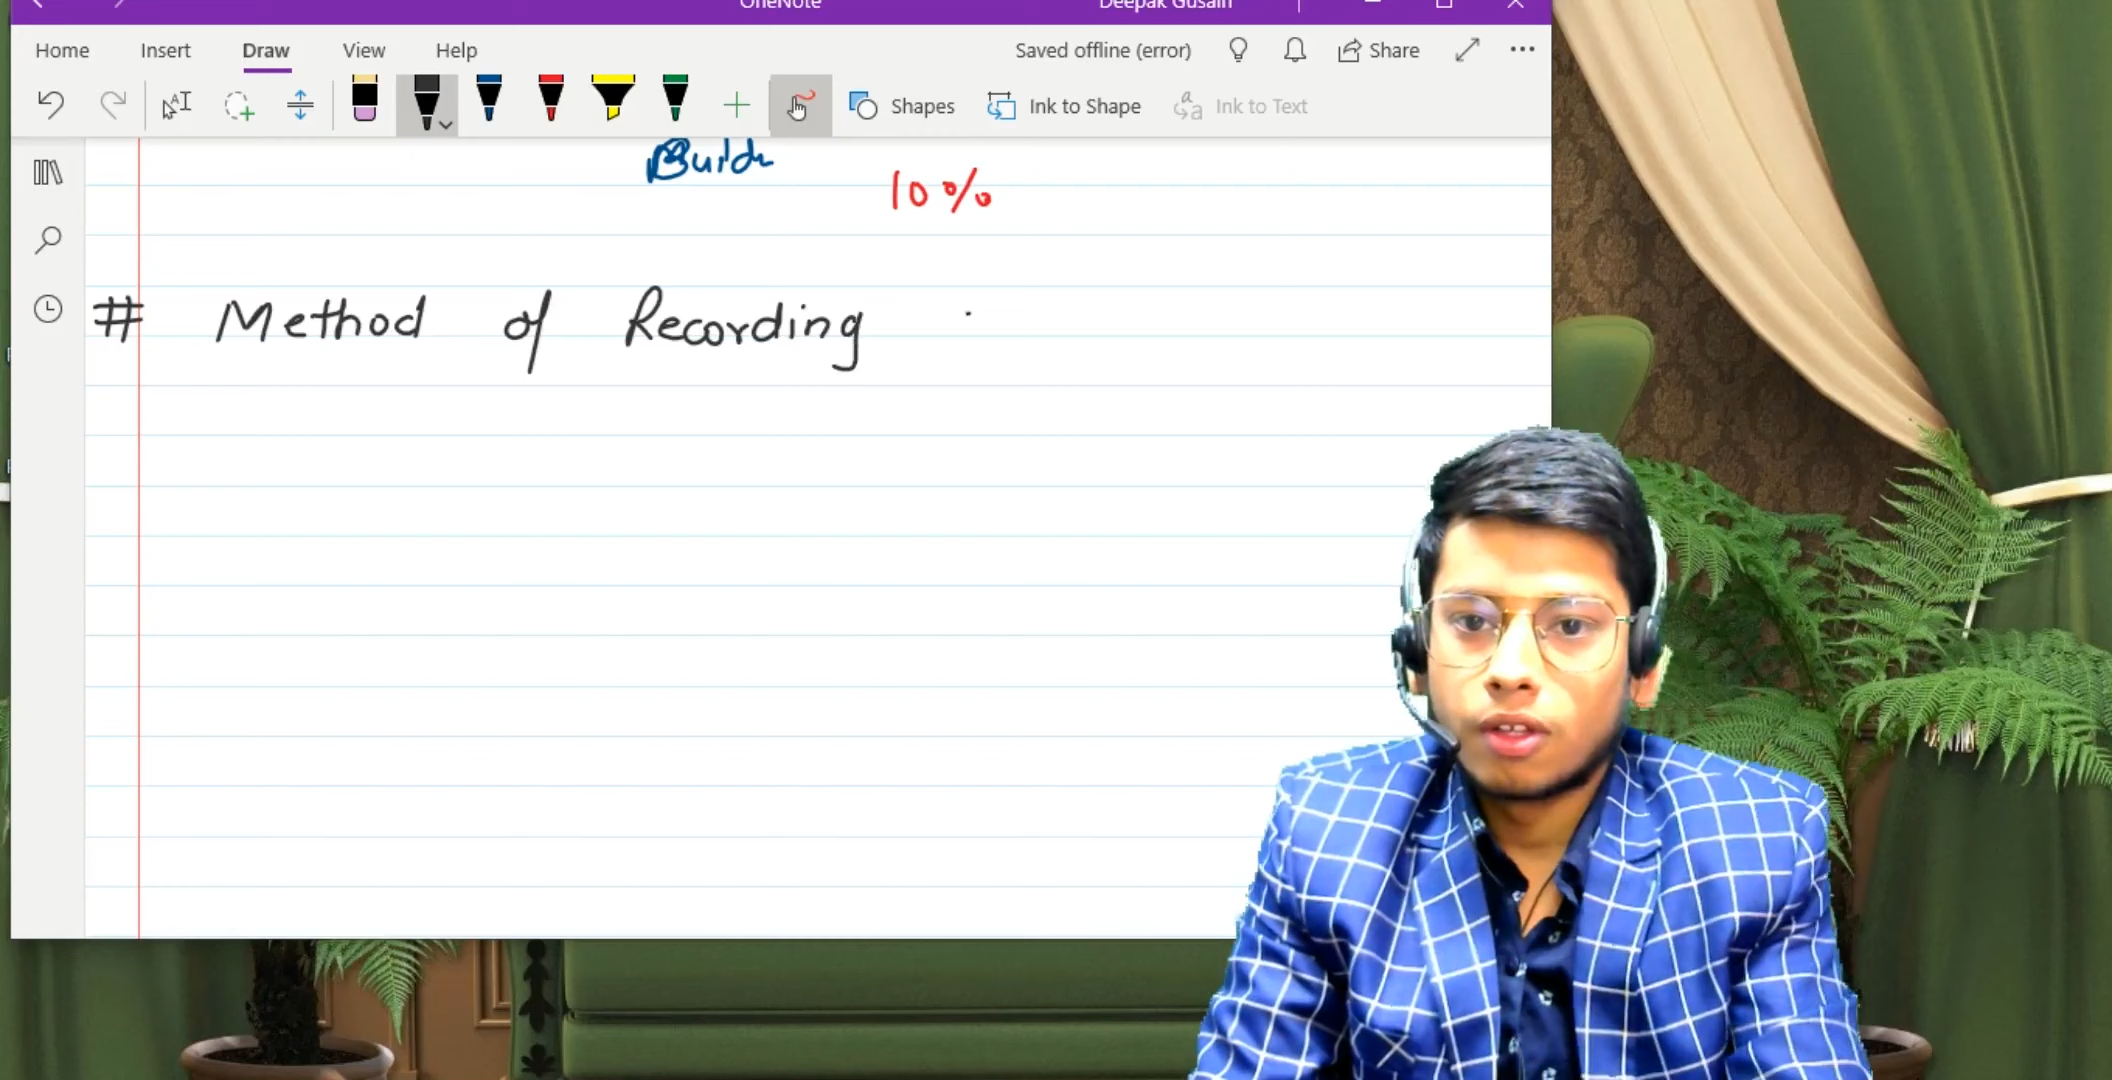 OneNote
Deepak Gusain
Home Insert Draw View Help Saved offline (error) Share
Shapes Ink to Shape Ink to Text
10%
# Method of Recording